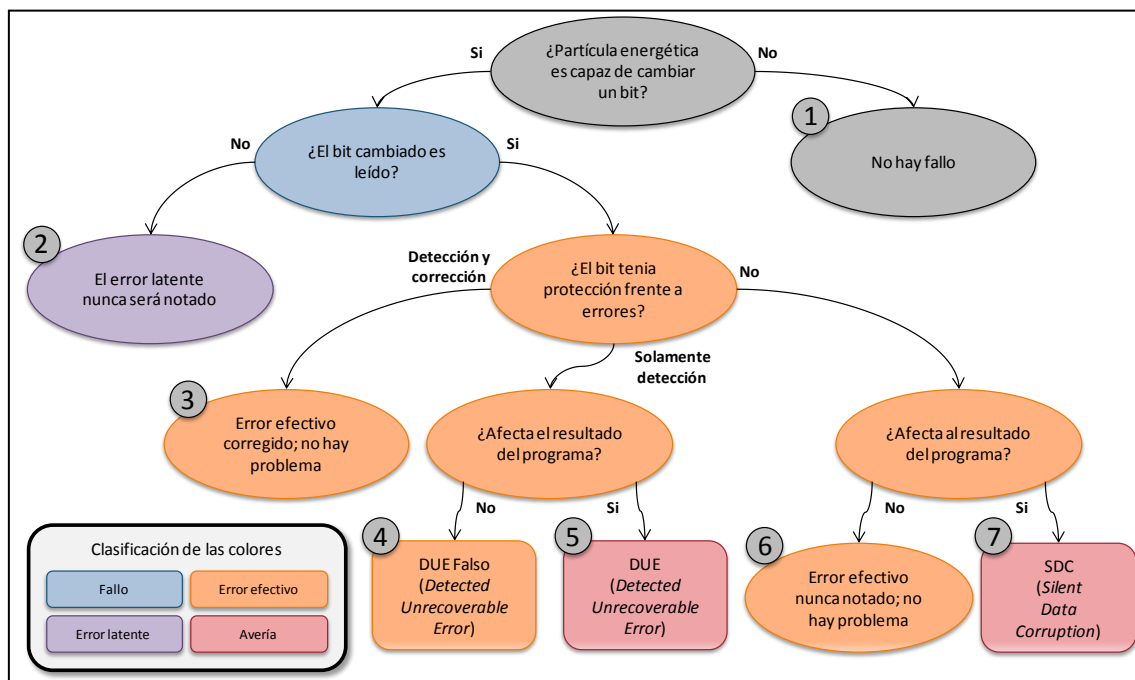 ¿Partícula energética
es capaz de cambiar
un bit?
Si
No
1
No hay fallo
¿El bit cambiado es
leído?
No
Si
2
El error latente
nunca será notado
Detección y
corrección
¿El bit tenia
protección frente a
errores?
No
Solamente
detección
3
Error efectivo
corregido; no hay
problema
¿Afecta el resultado
del programa?
¿Afecta al resultado
del programa?
No
Si
No
Si
4
DUE Falso
(Detected
Unrecoverable
Error)
5
DUE
(Detected
Unrecoverable
Error)
6
Error efectivo
nunca notado; no
hay problema
7
SDC
(Silent
Data
Corruption)
Clasificación de las colores
Fallo
Error efectivo
Error latente
Avería